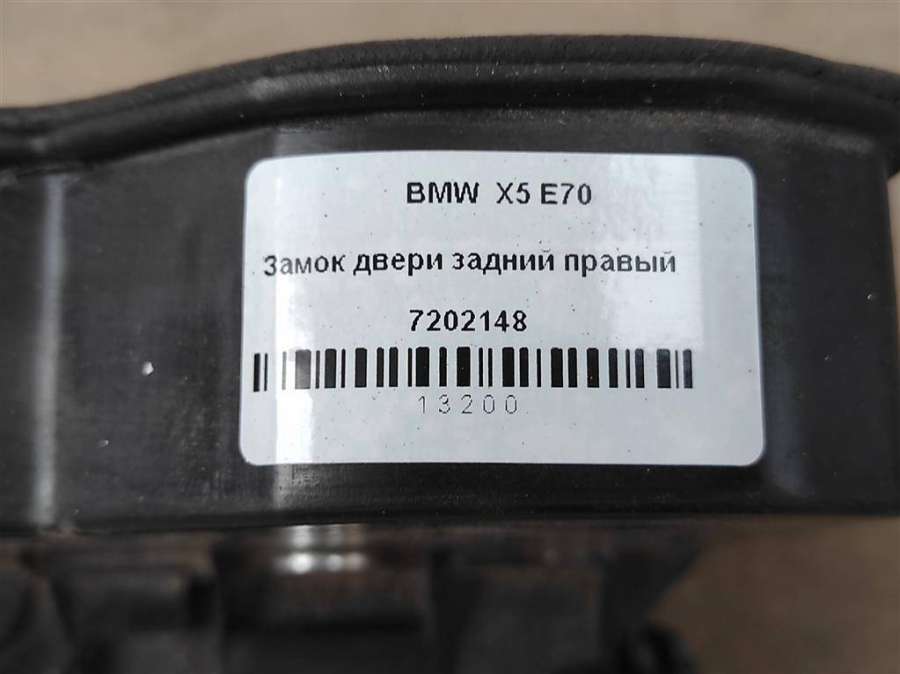 BMW X5 E70
Замок двери задний правый
7202148
13200